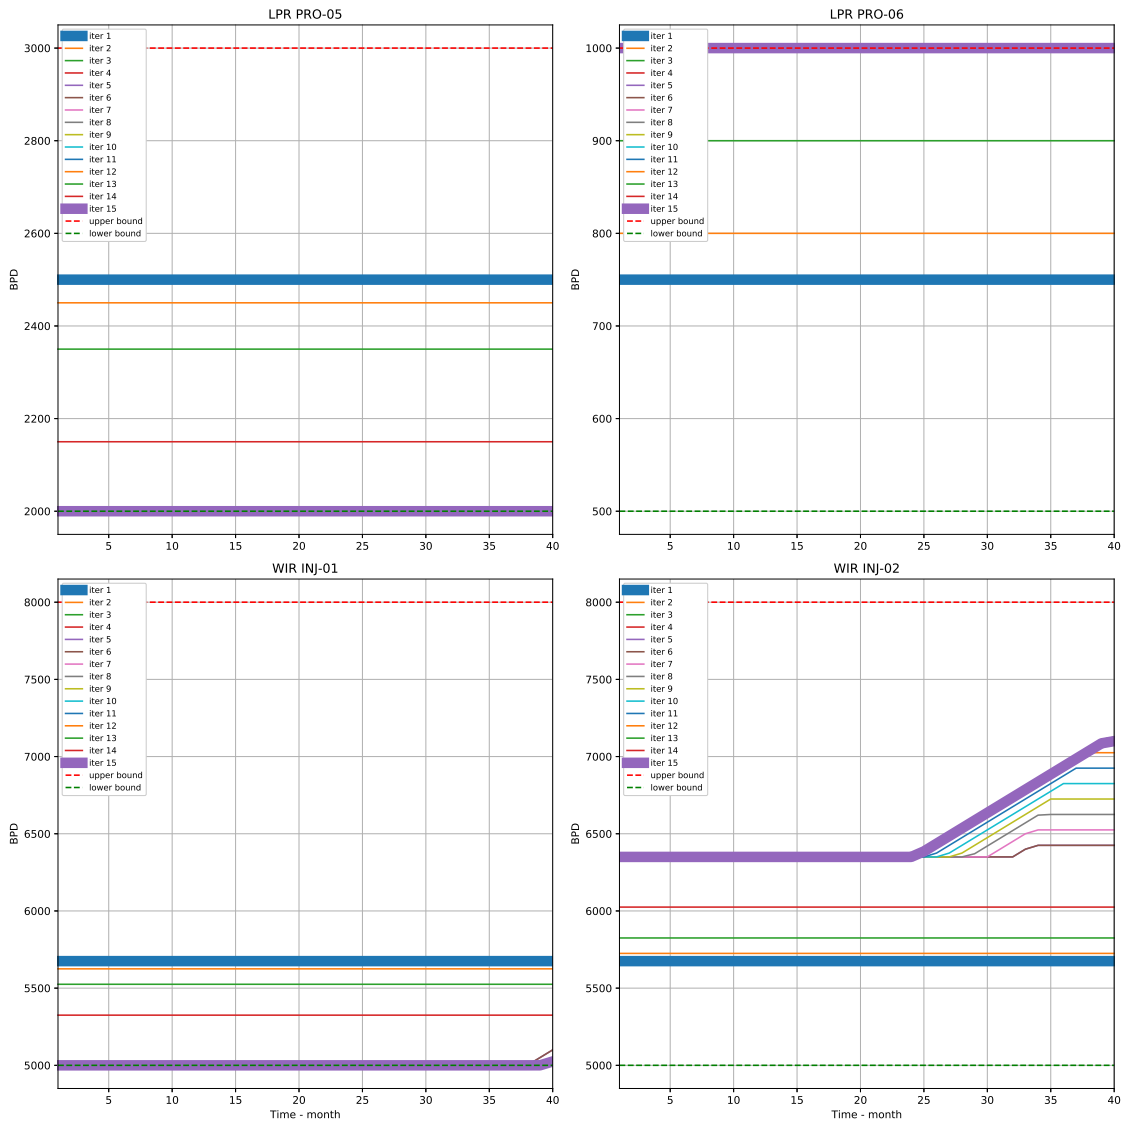 LPR PRO-05
BPD
3000
2800
2600
2400
2200
2000
5 10 15 20 25 30 35 40
iter 1
iter 2
iter 3
iter 4
iter 5
iter 6
iter 7
iter 8
iter 9
iter 10
iter 11
iter 12
iter 13
iter 14
iter 15
upper bound
lower bound
LPR PRO-06
BPD
1000
900
800
700
600
500
5 10 15 20 25 30 35 40
iter 1
iter 2
iter 3
iter 4
iter 5
iter 6
iter 7
iter 8
iter 9
iter 10
iter 11
iter 12
iter 13
iter 14
iter 15
upper bound
lower bound
WIR INJ-01
BPD
8000
7500
7000
6500
6000
5500
5000
5 10 15 20 25 30 35 40
Time - month
iter 1
iter 2
iter 3
iter 4
iter 5
iter 6
iter 7
iter 8
iter 9
iter 10
iter 11
iter 12
iter 13
iter 14
iter 15
upper bound
lower bound
WIR INJ-02
BPD
8000
7500
7000
6500
6000
5500
5000
5 10 15 20 25 30 35 40
Time - month
iter 1
iter 2
iter 3
iter 4
iter 5
iter 6
iter 7
iter 8
iter 9
iter 10
iter 11
iter 12
iter 13
iter 14
iter 15
upper bound
lower bound